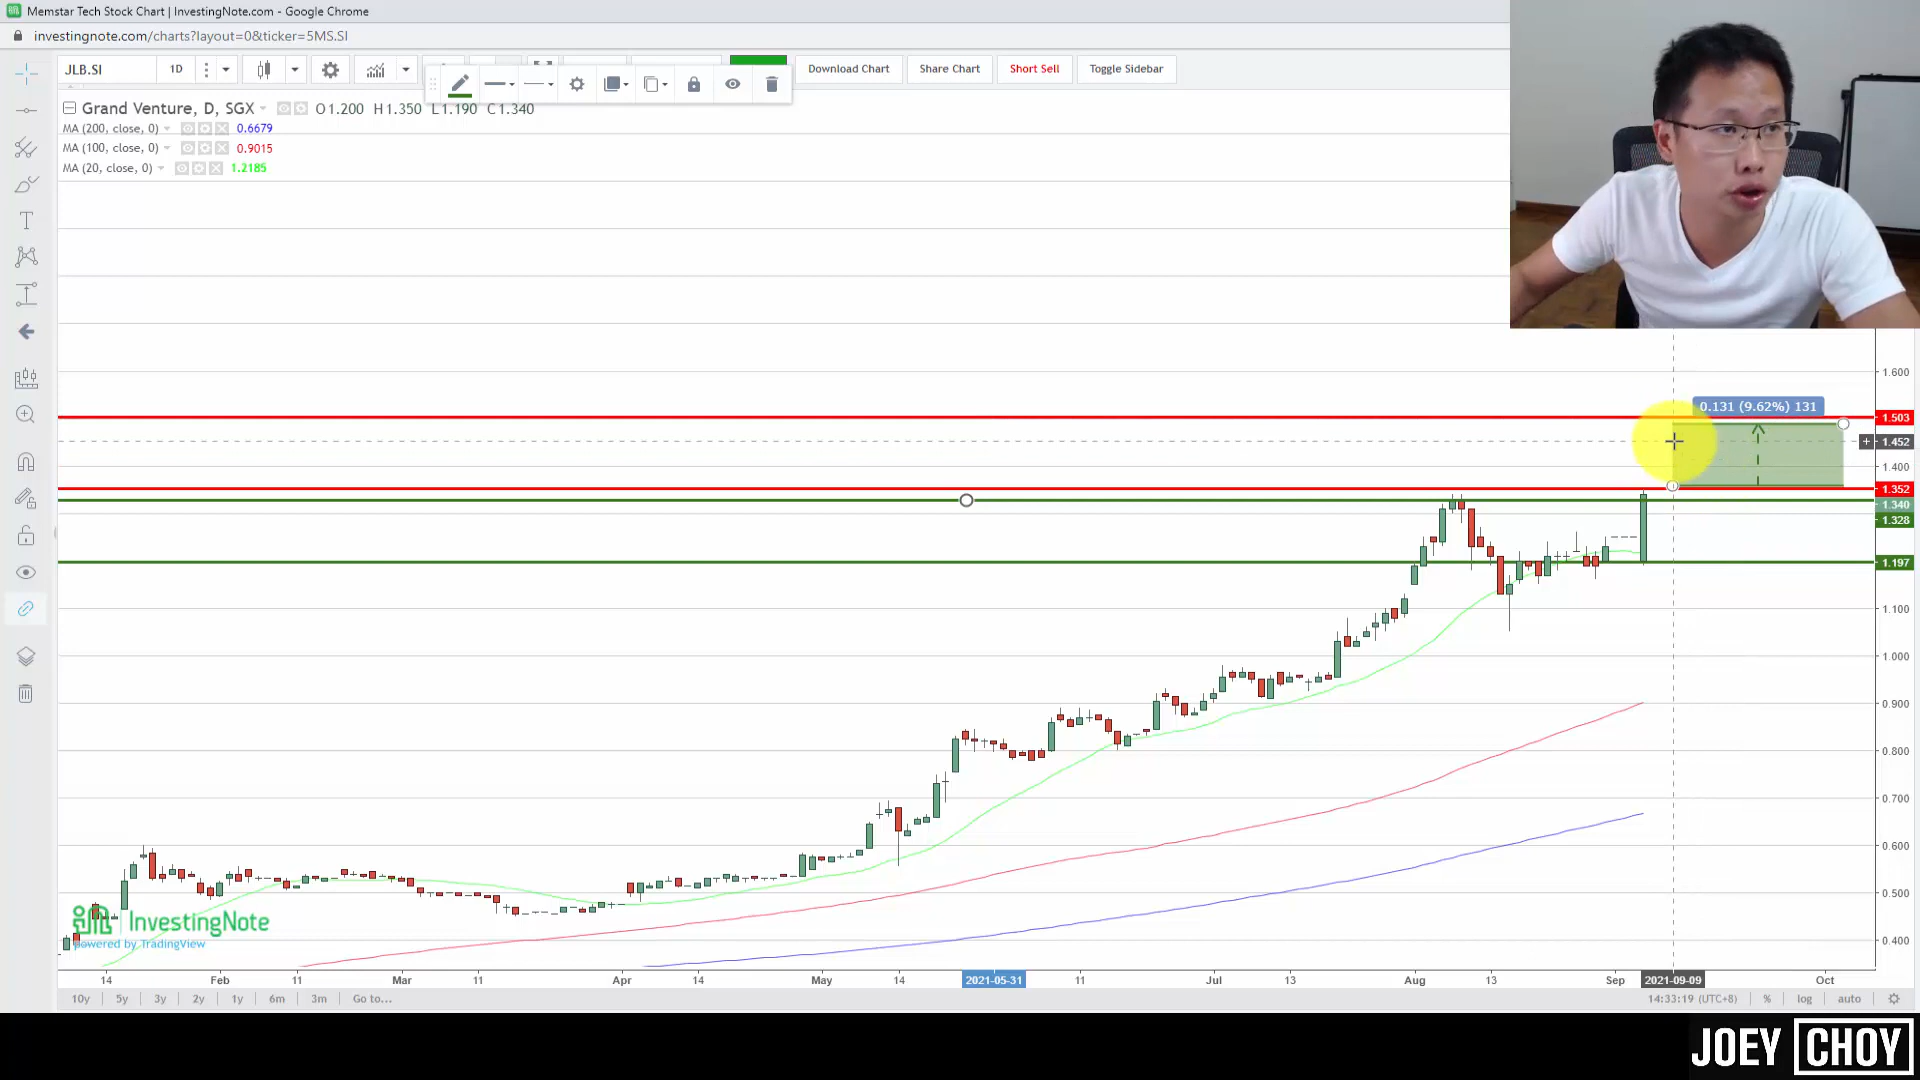 Memstar Tech Stock Chart | InvestingNote.com - Google Chrome
investingnote.com/charts?layout=0&ticker=5MS.SI
JLB.SI 1D Download Chart Share Chart Short Sell Toggle Sidebar
Grand Venture, D, SGX O1.200 H1.350 L1.190 C1.340
MA (200, close, 0) 0.6679
MA (100, close, 0) 0.9015
MA (20, close, 0) 1.2185
T
1.600
0.131 (9.62%) 131
1.503
1.452
1.400
1.352
1.340
1.328
1.197
1.100
1.000
0.900
0.800
0.700
0.600
0.500
0.400
InvestingNote
powered by TradingView
14 Feb 11 Mar 11 Apr 14 May 14 2021-05-31 11 Jul 13 Aug 13 Sep 2021-09-09 Oct
10y 5y 3y 2y 1y 6m 3m Go to... 14:33:19 (UTC+8) % log auto
JOEY CHOY